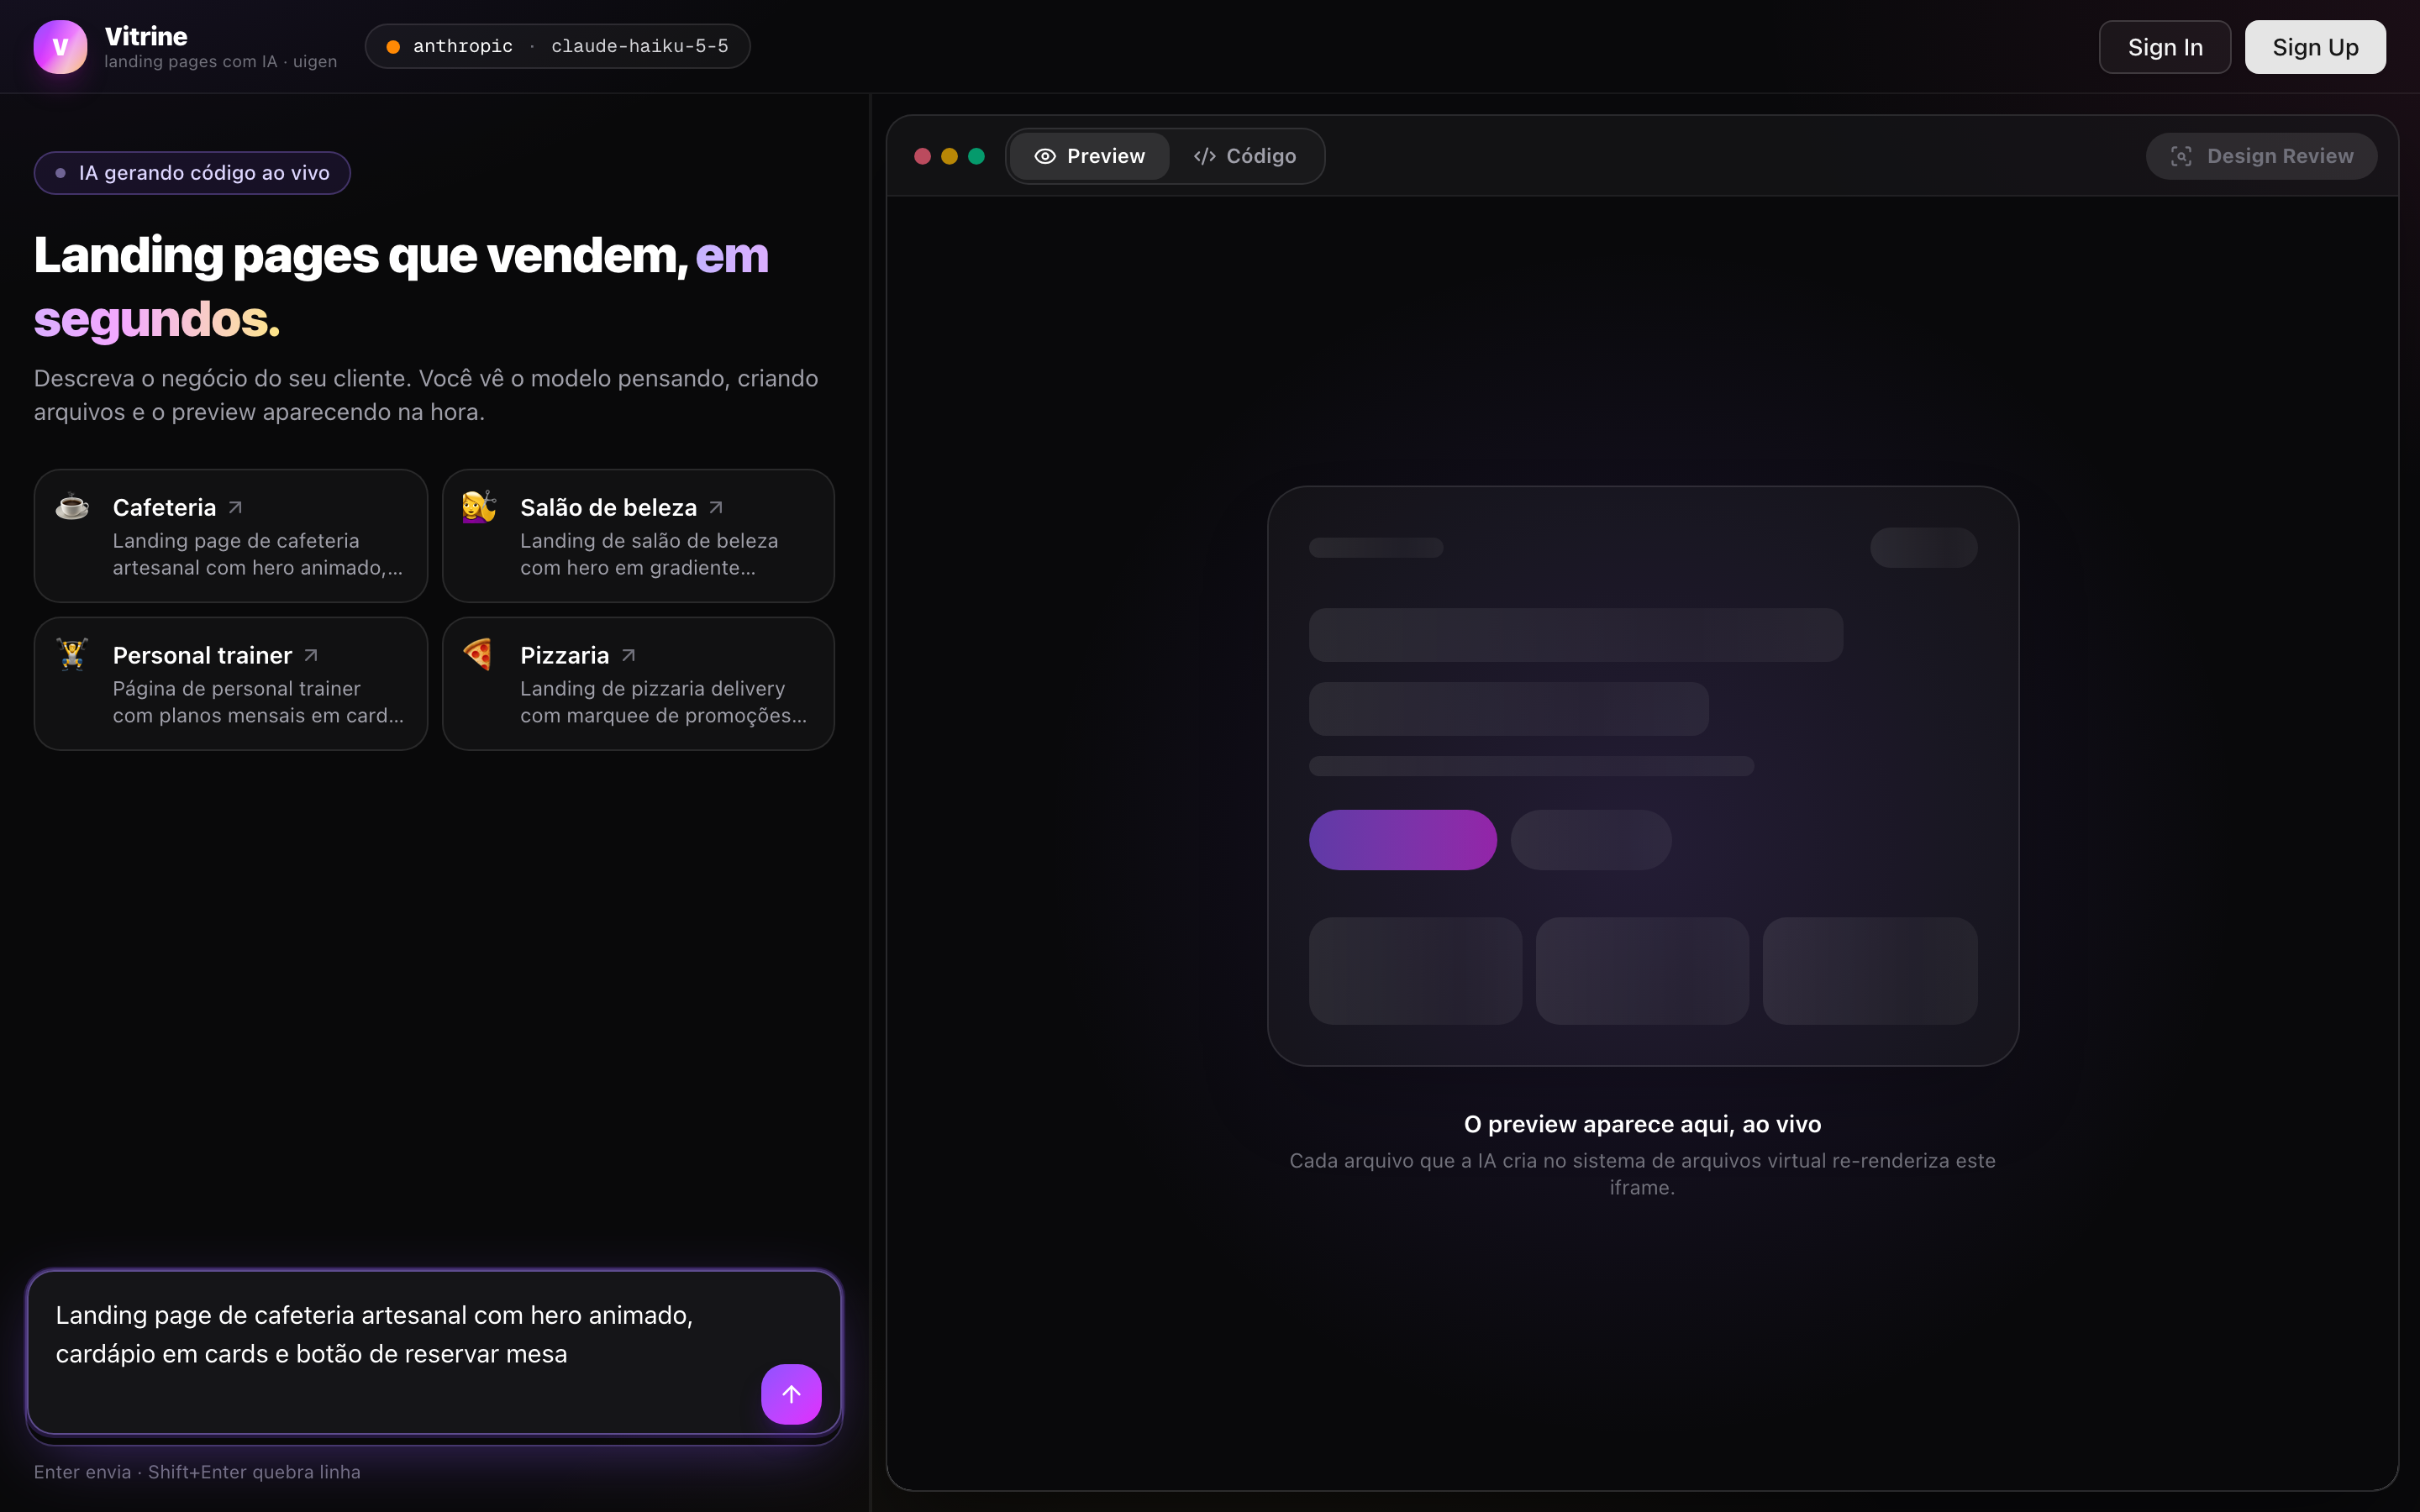 V
Vitrine
landing pages com IA · uigen
anthropic · claude-haiku-5-5
Sign In
Sign Up
IA gerando código ao vivo
Landing pages que vendem, em
segundos.
Descreva o negócio do seu cliente. Você vê o modelo pensando, criando
arquivos e o preview aparecendo na hora.
Cafeteria
Landing page de cafeteria
artesanal com hero animado,...
Salão de beleza
Landing de salão de beleza
com hero em gradiente...
Personal trainer
Página de personal trainer
com planos mensais em card...
Pizzaria
Landing de pizzaria delivery
com marquee de promoções...
Landing page de cafeteria artesanal com hero animado,
cardápio em cards e botão de reservar mesa
Enter envia · Shift+Enter quebra linha
Preview
Código
Design Review
O preview aparece aqui, ao vivo
Cada arquivo que a IA cria no sistema de arquivos virtual re-renderiza este
iframe.